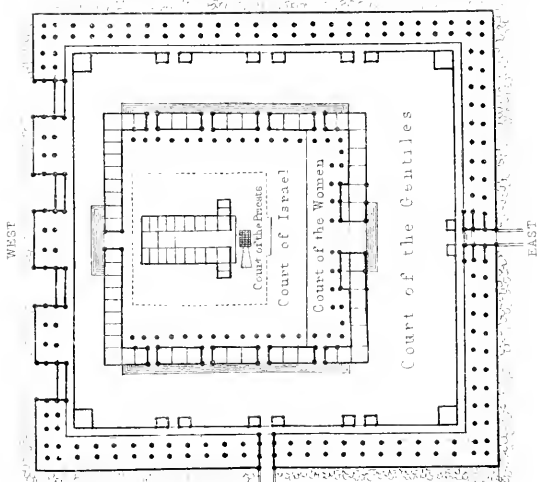 WEST
Court of the Priests
Court of Israel
Court of the Women
Court of the Gentiles
EAST